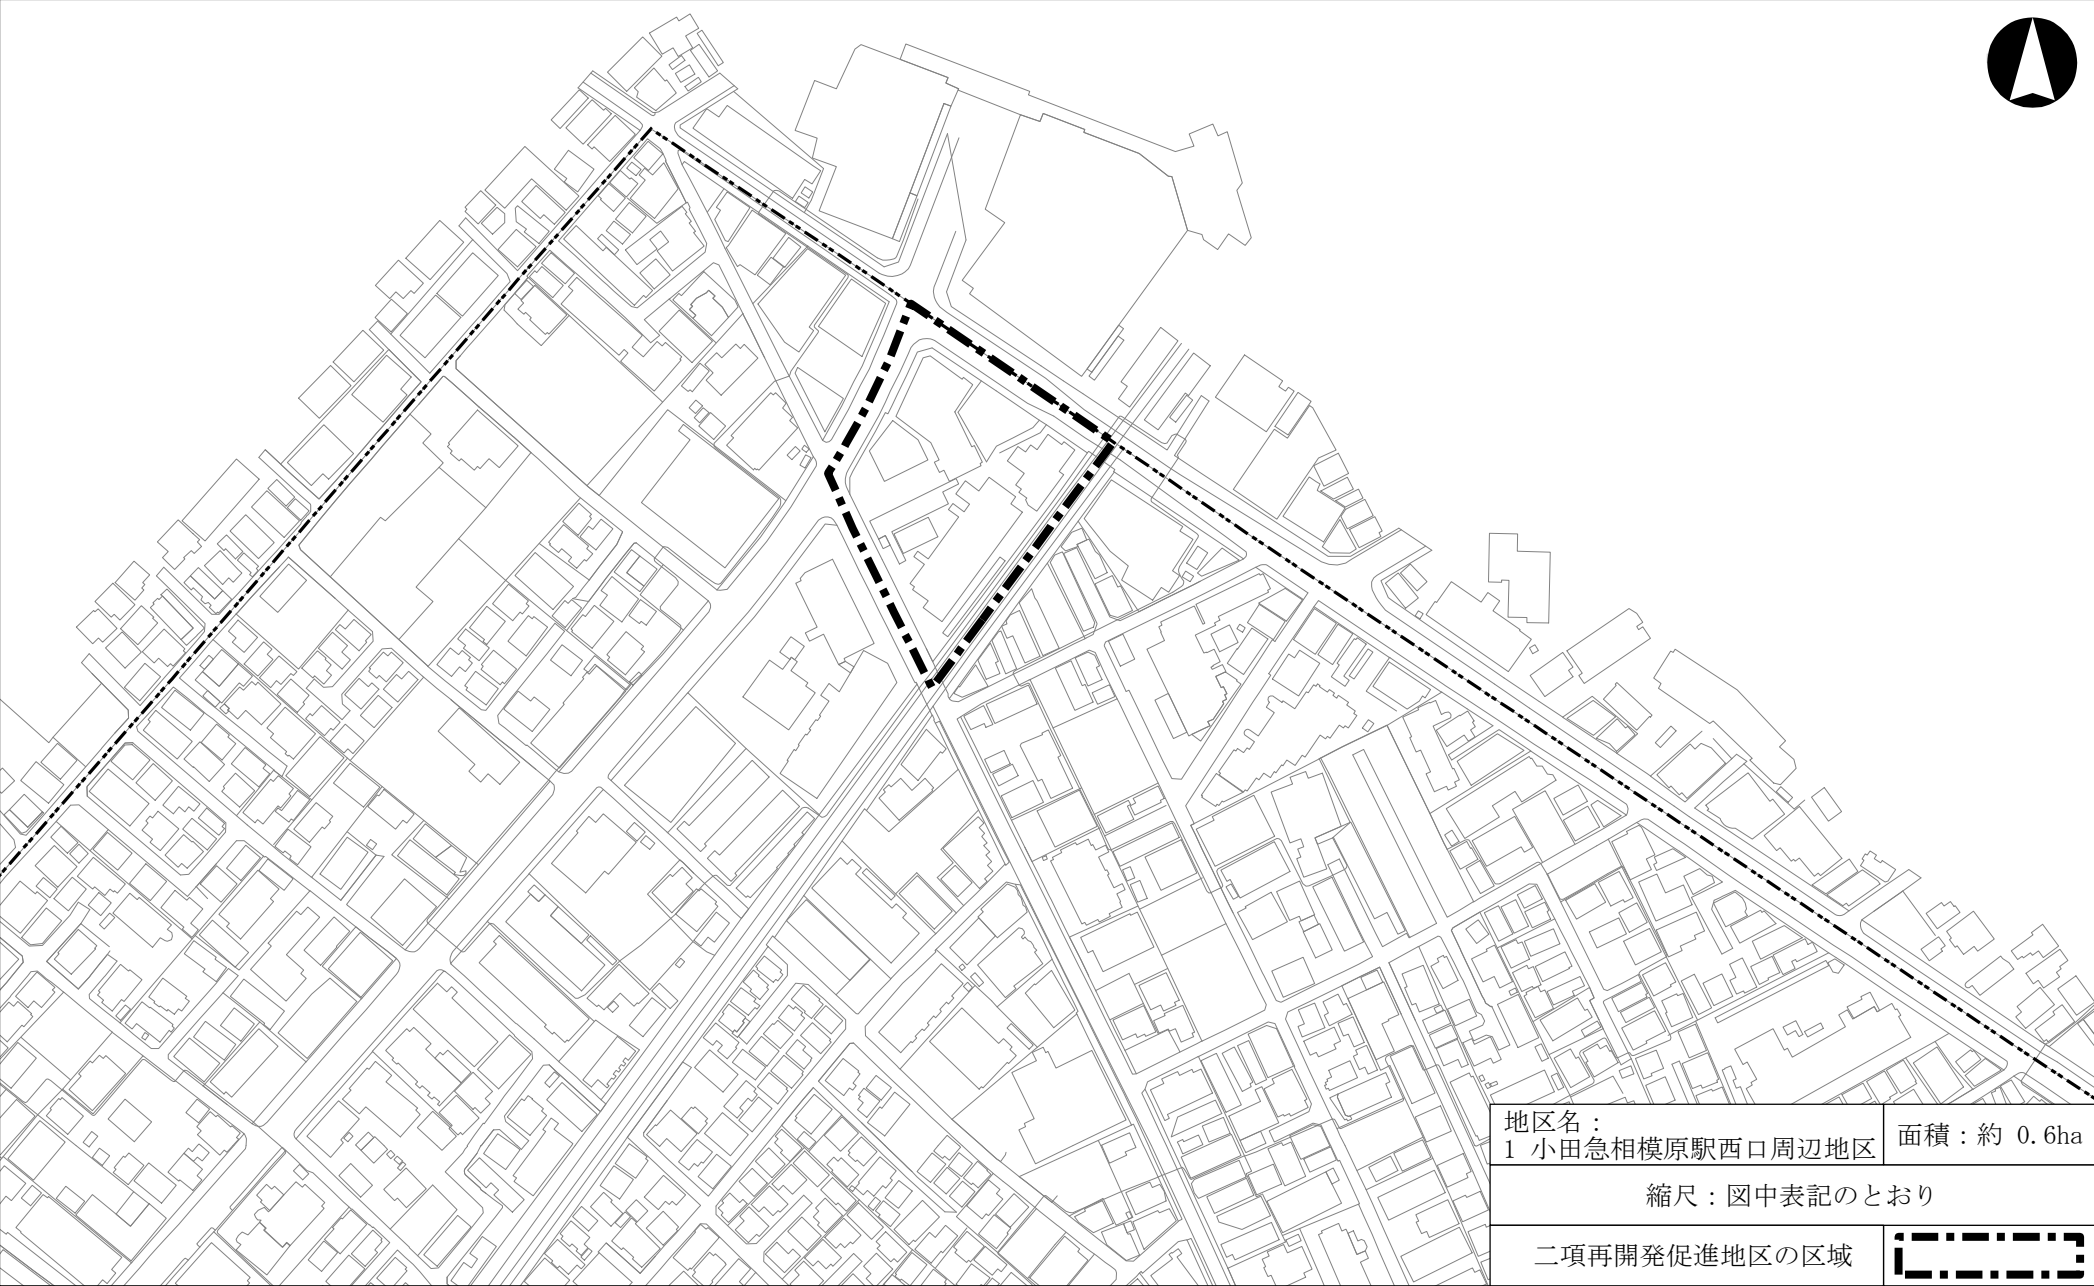 地区名：
1 小田急相模原駅西口周辺地区
面積：約 0.6ha
縮尺：図中表記のとおり
二項再開発促進地区の区域